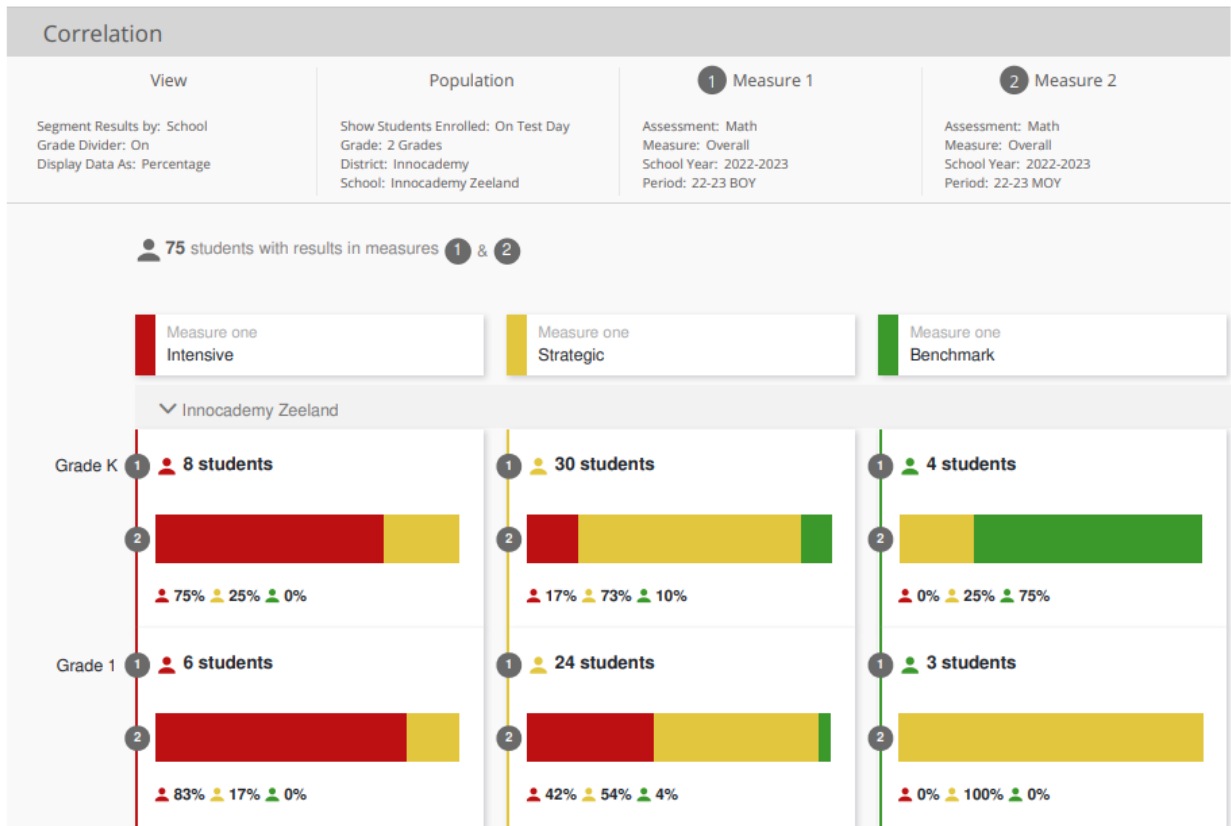 Correlation
View
Segment Results by: School
Grade Divider: On
Display Data As: Percentage
Population
Show Students Enrolled: On Test Day
Grade: 2 Grades
District: Innocademy
School: Innocademy Zeeland
1 Measure 1
Assessment: Math
Measure: Overall
School Year: 2022-2023
Period: 22-23 BOY
2 Measure 2
Assessment: Math
Measure: Overall
School Year: 2022-2023
Period: 22-23 MOY
75 students with results in measures 1 & 2
Measure one
Intensive
Measure one
Strategic
Measure one
Benchmark
Innocademy Zeeland
Grade K
1 8 students
2
75% 25% 0%
1 30 students
2
17% 73% 10%
1 4 students
2
0% 25% 75%
Grade 1
1 6 students
2
83% 17% 0%
1 24 students
2
42% 54% 4%
1 3 students
2
0% 100% 0%